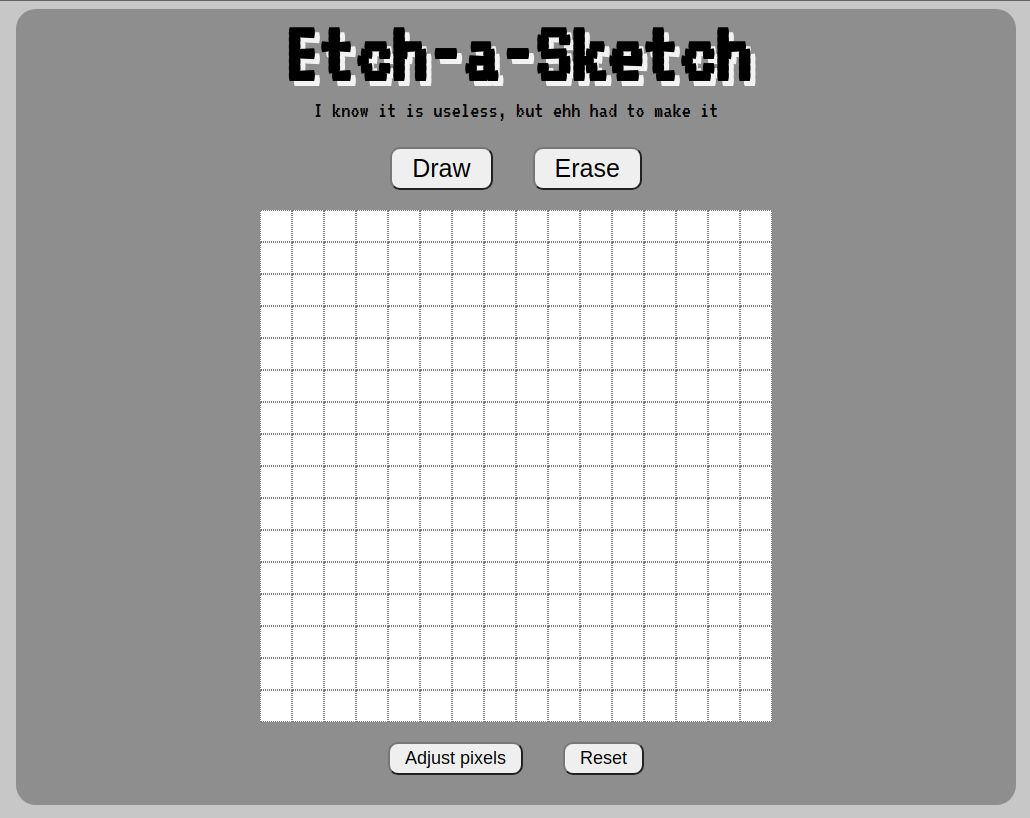 Etch-a-Sketch
I know it is useless, but ehh had to make it
Draw Erase
Adjust pixels Reset